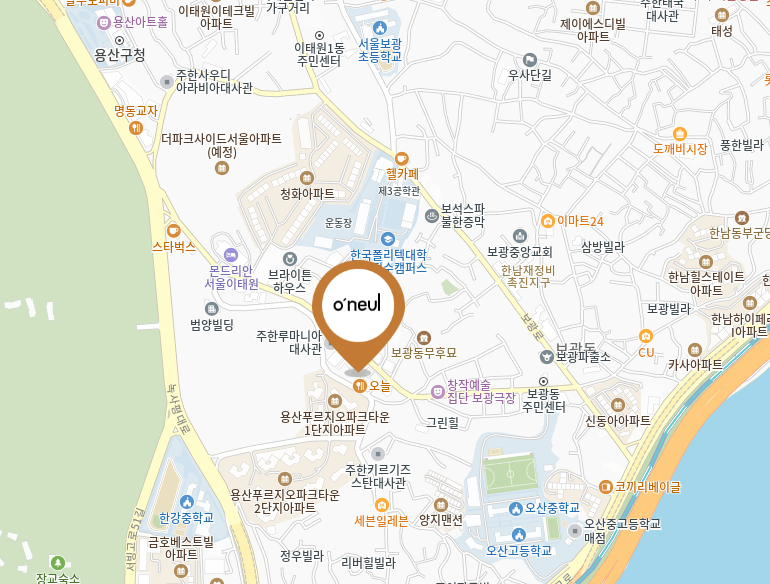 가구거리
용산아트홀
이태원이테크빌
아파트
이태원1동
주민센터
서울보광
초등학교
제이에스디빌
아파트
대사관
태성
용산구청
주한사우디
아라비아대사관
우사단길
명동교자
더파크사이드서울아파트
(예정)
도깨비시장
풍한빌라
헬카페
제3공학관
청화아파트
운동장
보석스파
불한증막
이마트24
스타벅스
한국폴리텍대학
보광중앙교회
삼방빌라
한남동부군당
몬드리안
서울이태원
브라이튼
하우스
한남재정비
촉진지구
한남힐스테이트
아파트
o'neul
범양빌딩
보광로
보광빌라
한남하이페리
아파트
주한루마니아
대사관
보광동무후묘
보광동
보광파출소
CU
카사아파트
오늘
창작예술
집단 보광극장
녹사평대로
용산푸르지오파크타운
1단지아파트
그린힐
보광동
주민센터
신동아아파트
주한키르기즈
스탄대사관
용산푸르지오파크타운
2단지아파트
코끼리베이글
한강중학교
세븐일레븐
양지맨션
오산중학교
오산중고등학교
매점
서빙고로51길
금호베스트빌
아파트
오산고등학교
정우빌라
리버힐빌라
장교숙소